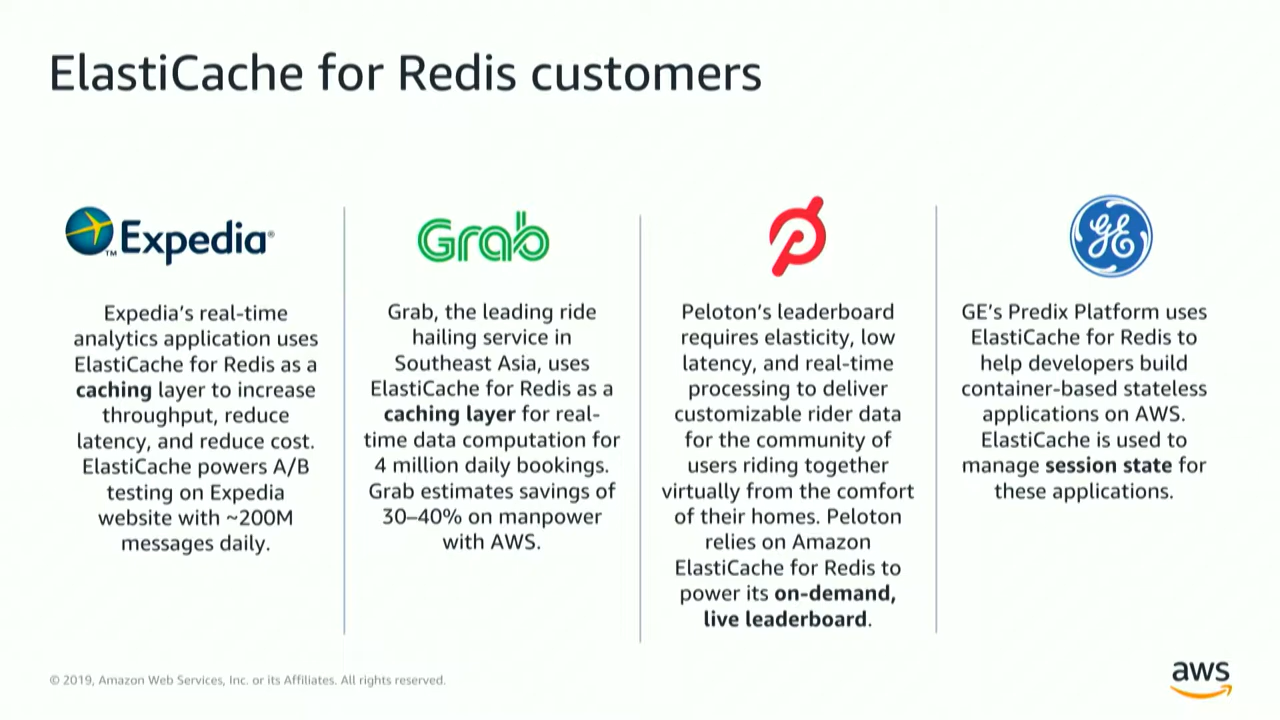 ElastiCache for Redis customers
Expedia®
™
Expedia's real-time
analytics application uses
ElastiCache for Redis as a
caching layer to increase
throughput, reduce
latency, and reduce cost.
ElastiCache powers A/B
testing on Expedia
website with ~200M
messages daily.
Grab
Grab, the leading ride
hailing service in
Southeast Asia, uses
ElastiCache for Redis as a
caching layer for real-
time data computation for
4 million daily bookings.
Grab estimates savings of
30–40% on manpower
with AWS.
Peloton's leaderboard
requires elasticity, low
latency, and real-time
processing to deliver
customizable rider data
for the community of
users riding together
virtually from the comfort
of their homes. Peloton
relies on Amazon
ElastiCache for Redis to
power its on-demand,
live leaderboard.
GE
GE's Predix Platform uses
ElastiCache for Redis to
help developers build
container-based stateless
applications on AWS.
ElastiCache is used to
manage session state for
these applications.
© 2019, Amazon Web Services, Inc. or its Affiliates. All rights reserved.
aws